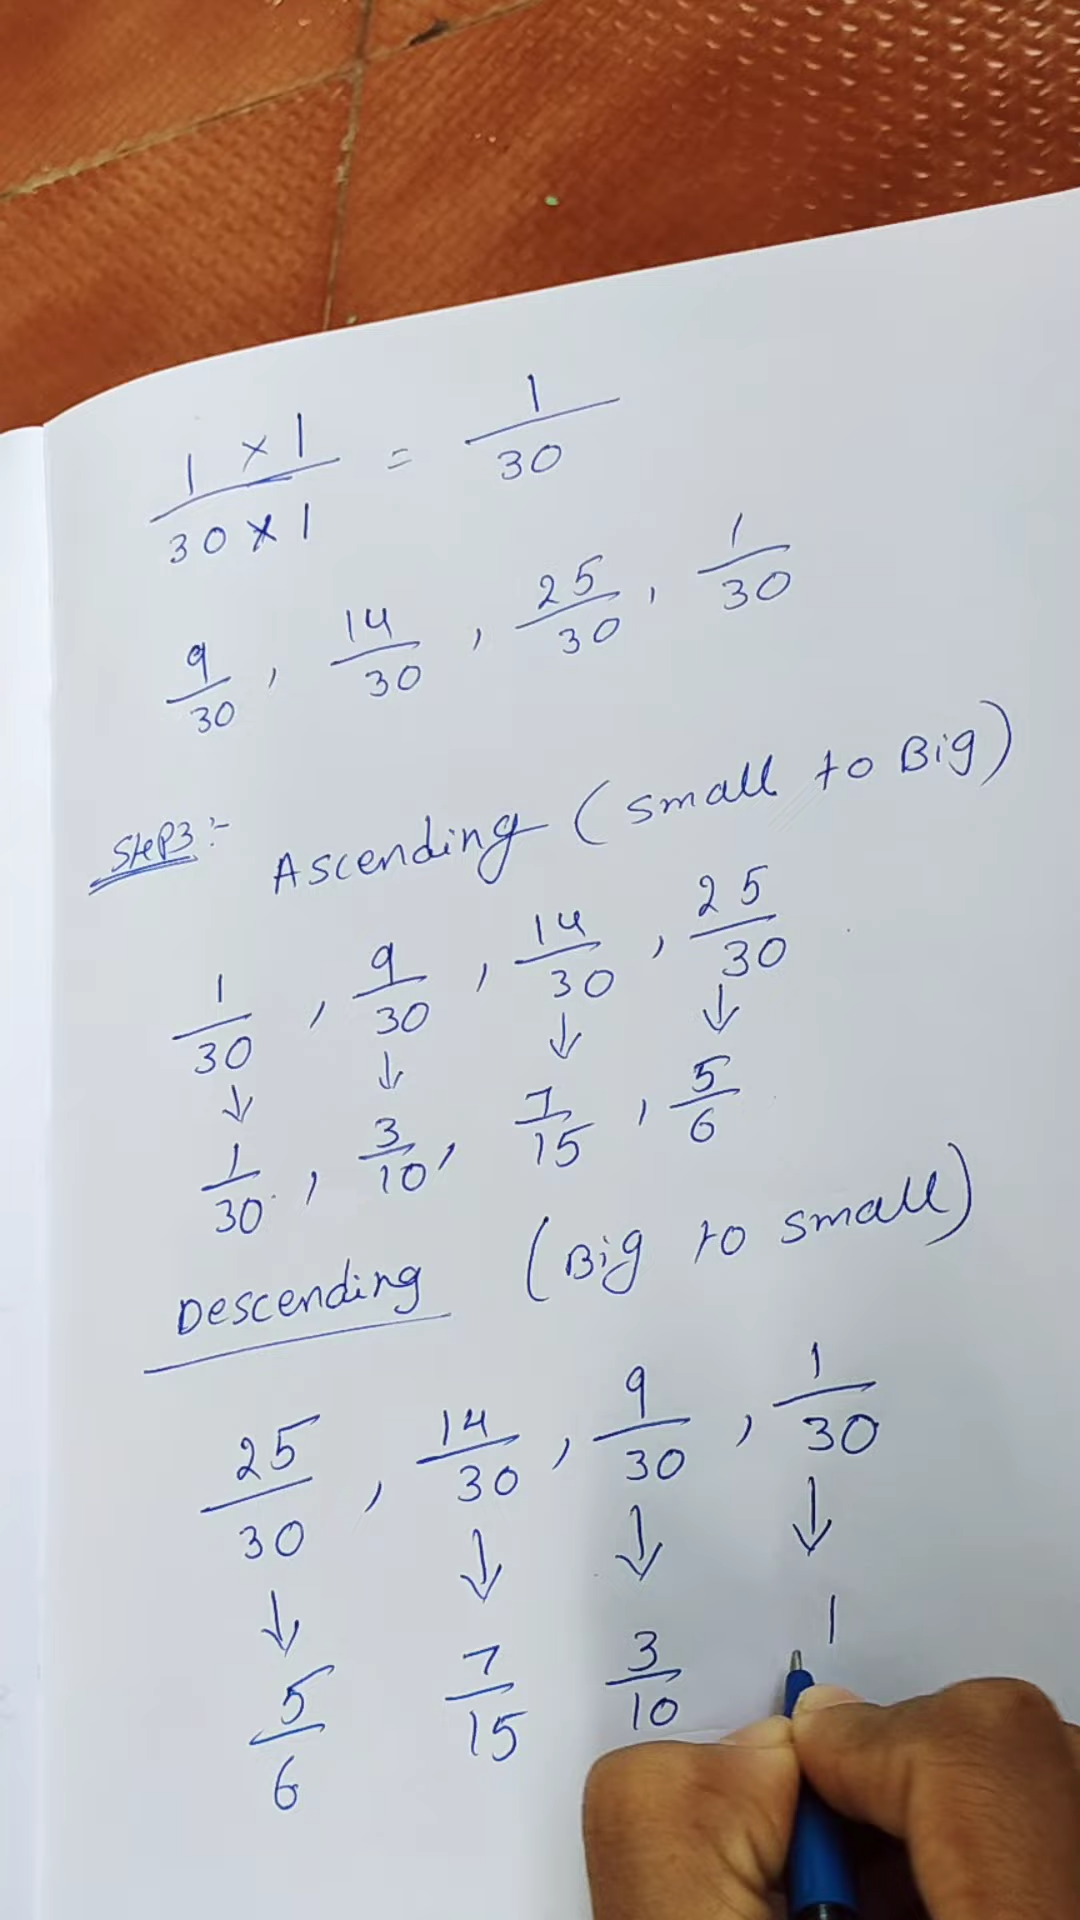 1 × 1 / 30 × 1 = 1/30
9/30 , 14/30 , 25/30 , 1/30
Step3:- Ascending (small to Big)
1/30 , 9/30 , 14/30 , 25/30
↓ ↓ ↓ ↓
1/30 , 3/10 , 7/15 , 5/6
Descending (Big to small)
25/30 , 14/30 , 9/30 , 1/30
↓ ↓ ↓ ↓
5/6 7/15 3/10 1